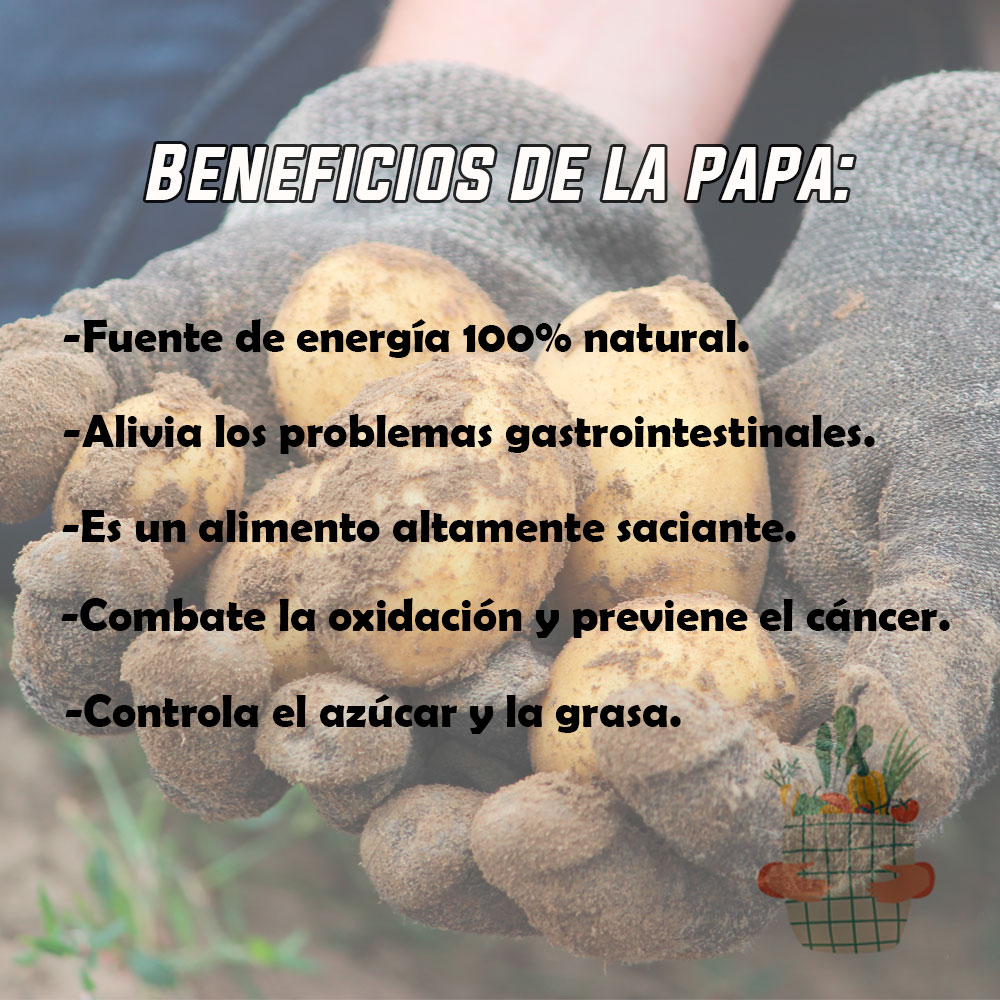 BENEFICIOS DE LA PAPA:
-Fuente de energía 100% natural.
-Alivia los problemas gastrointestinales.
-Es un alimento altamente saciante.
-Combate la oxidación y previene el cáncer.
-Controla el azúcar y la grasa.